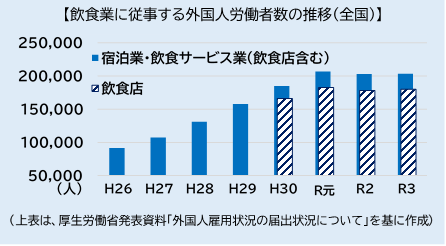 【飲食業に従事する外国人労働者数の推移(全国)】
250,000
宿泊業・飲食サービス業(飲食店含む)
200,000
飲食店
150,000
100,000
50,000
(人)
H26 H27 H28 H29 H30 R元 R2 R3
(上表は、厚生労働省発表資料「外国人雇用状況の届出状況について」を基に作成)